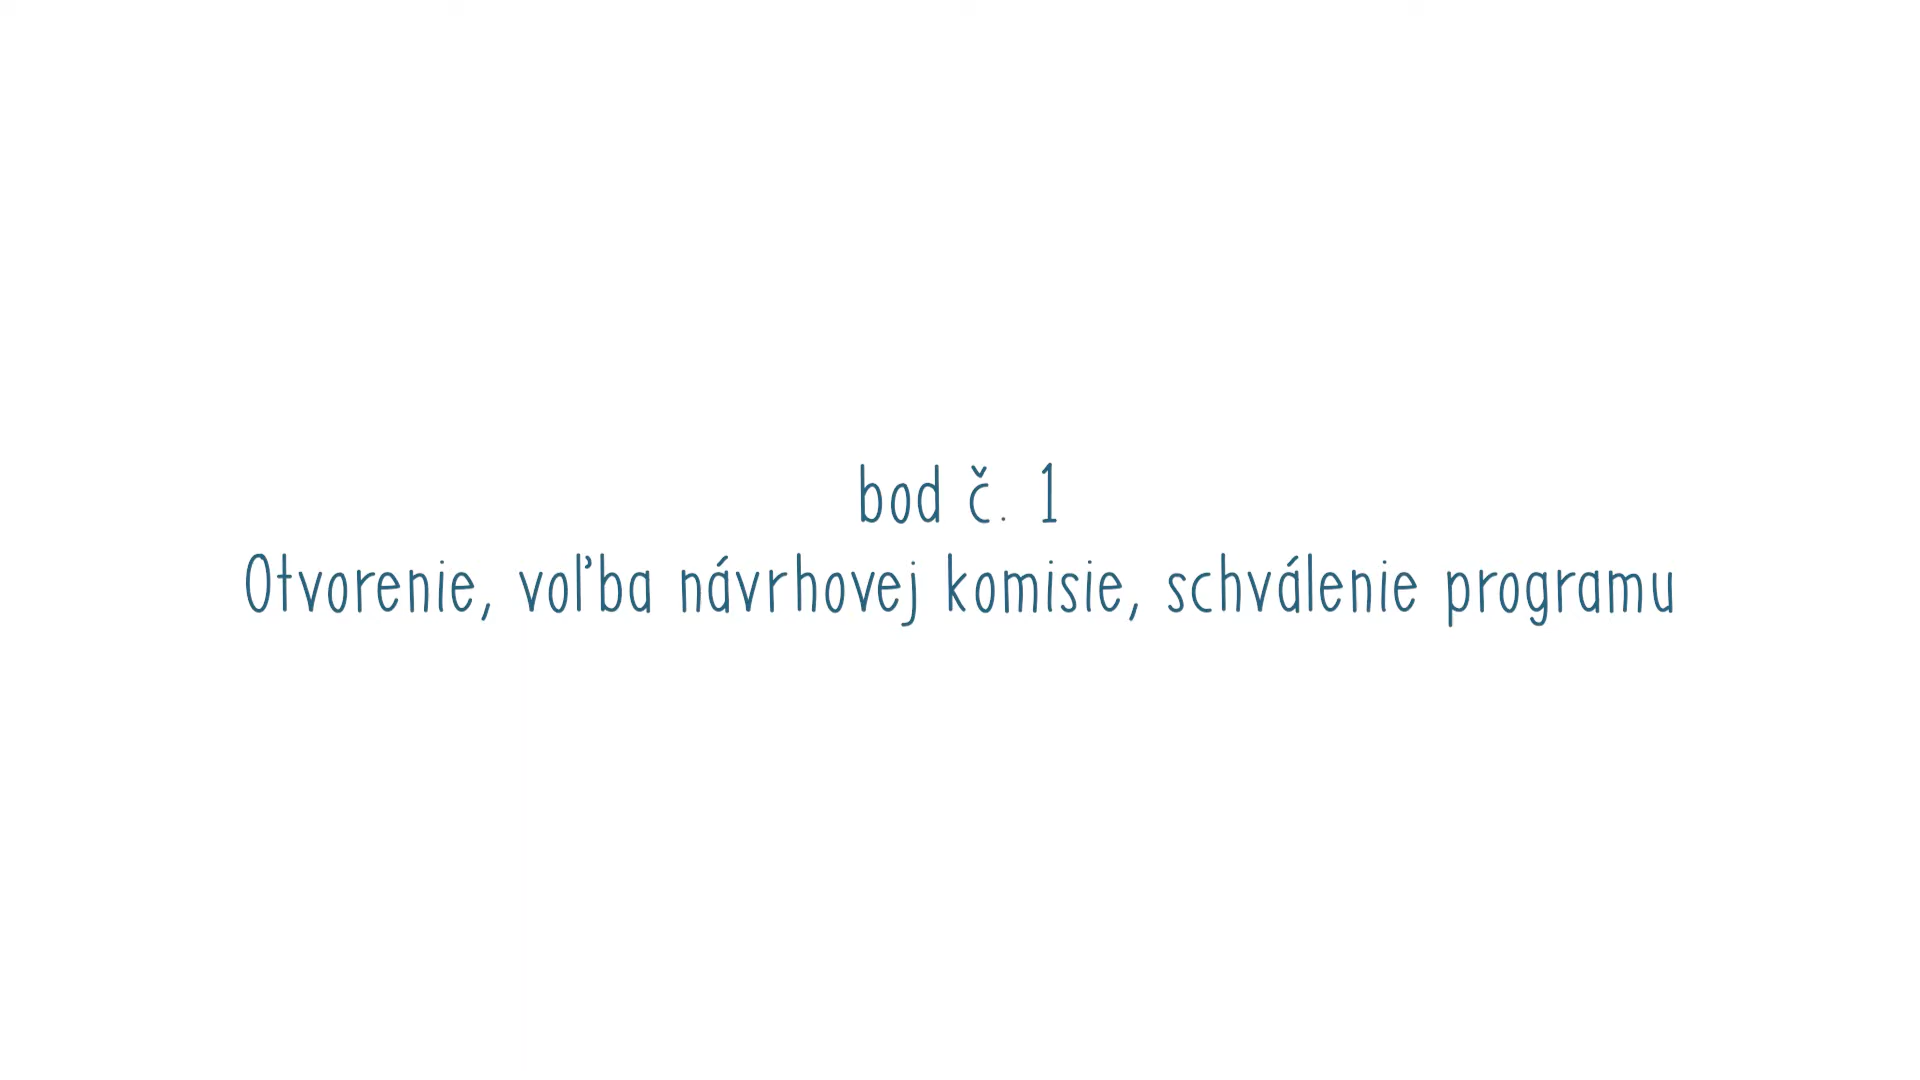 bod č. 1
Otvorenie, voľba návrhovej komisie, schválenie programu